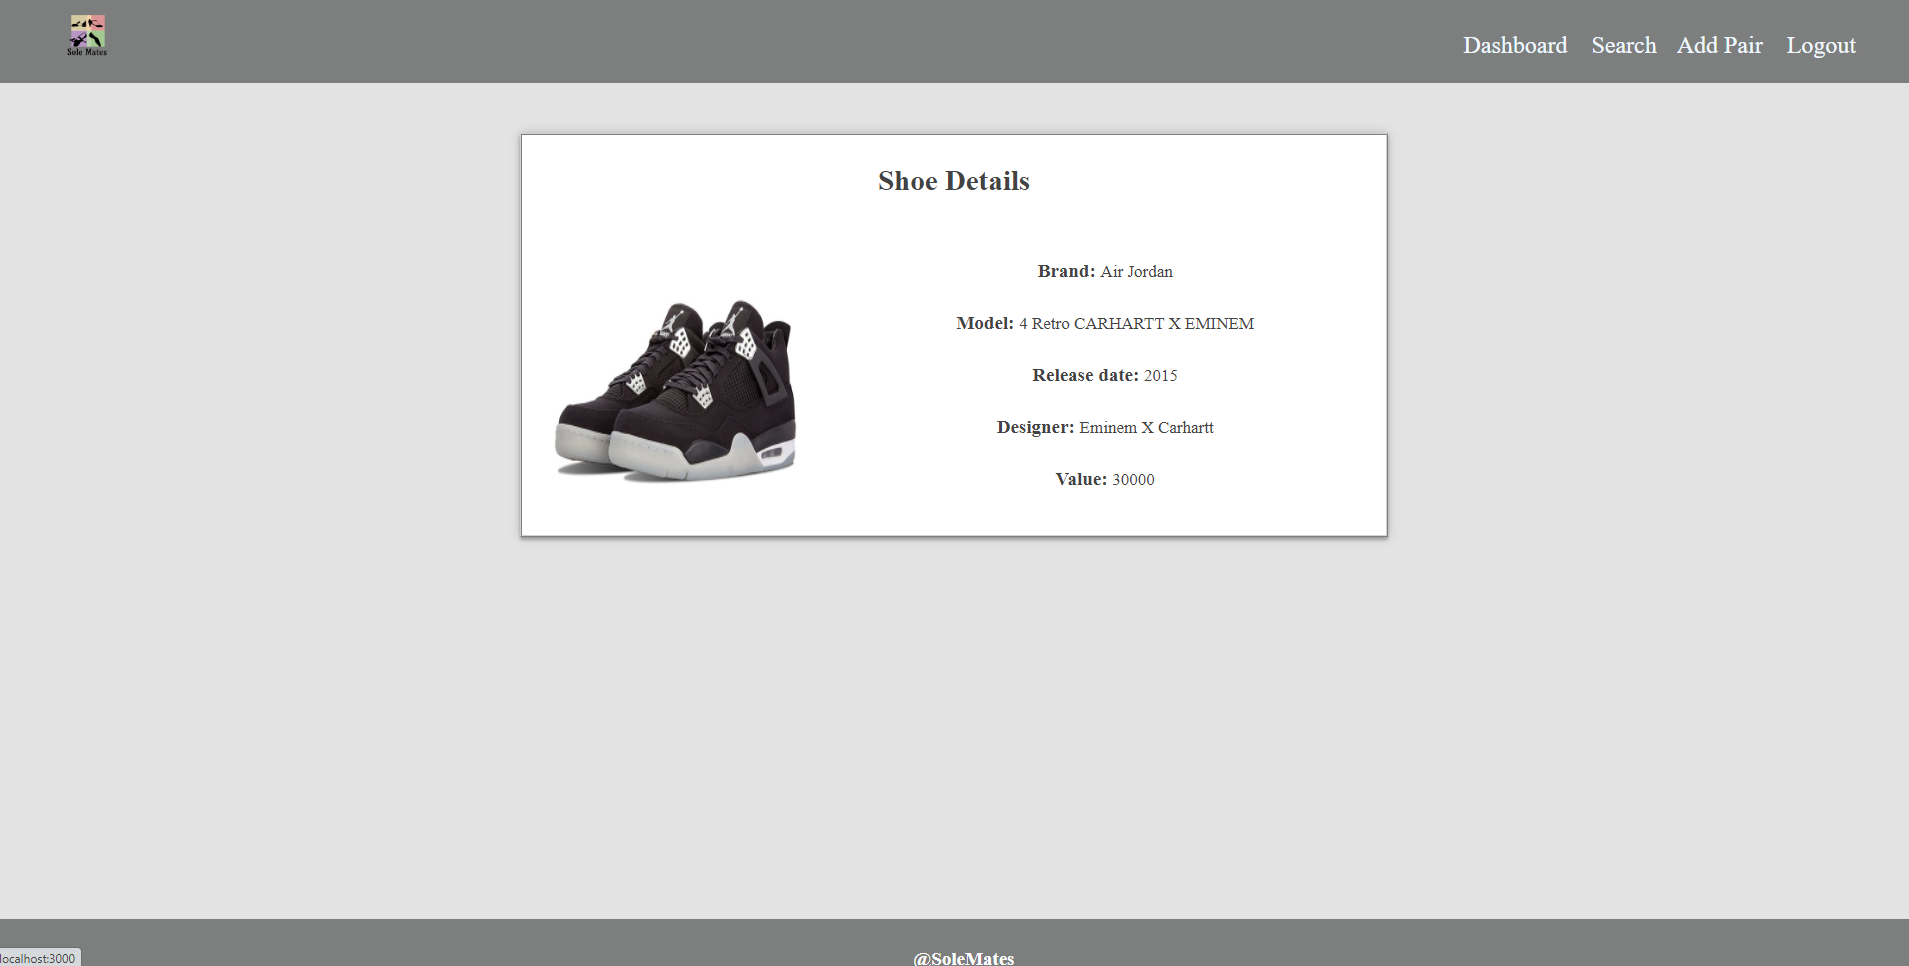 Sole Mates
Dashboard Search Add Pair Logout
Shoe Details
Brand: Air Jordan
Model: 4 Retro CARHARTT X EMINEM
Release date: 2015
Designer: Eminem X Carhartt
Value: 30000
@SoleMates
localhost:3000